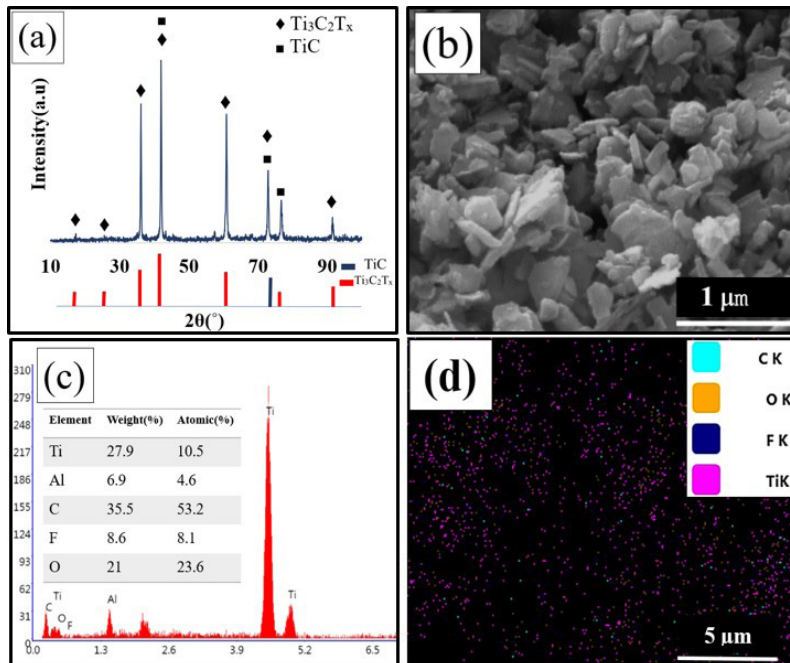 (a)
Ti₃C₂Tₓ
TiC
Intensity(a.u)
10 30 50 70 90
TiC
Ti₃C₂Tₓ
2θ(°)
(b)
1 μm
(c)
310
279
248
217
186
155
124
93
62
31
0
Element Weight(%) Atomic(%)
Ti 27.9 10.5
Al 6.9 4.6
C 35.5 53.2
F 8.6 8.1
O 21 23.6
Ti
C
Ti
O
F
Al
Ti
0.0 1.3 2.6 3.9 5.2 6.5
(d)
C K
O K
F K
TiK
5 μm